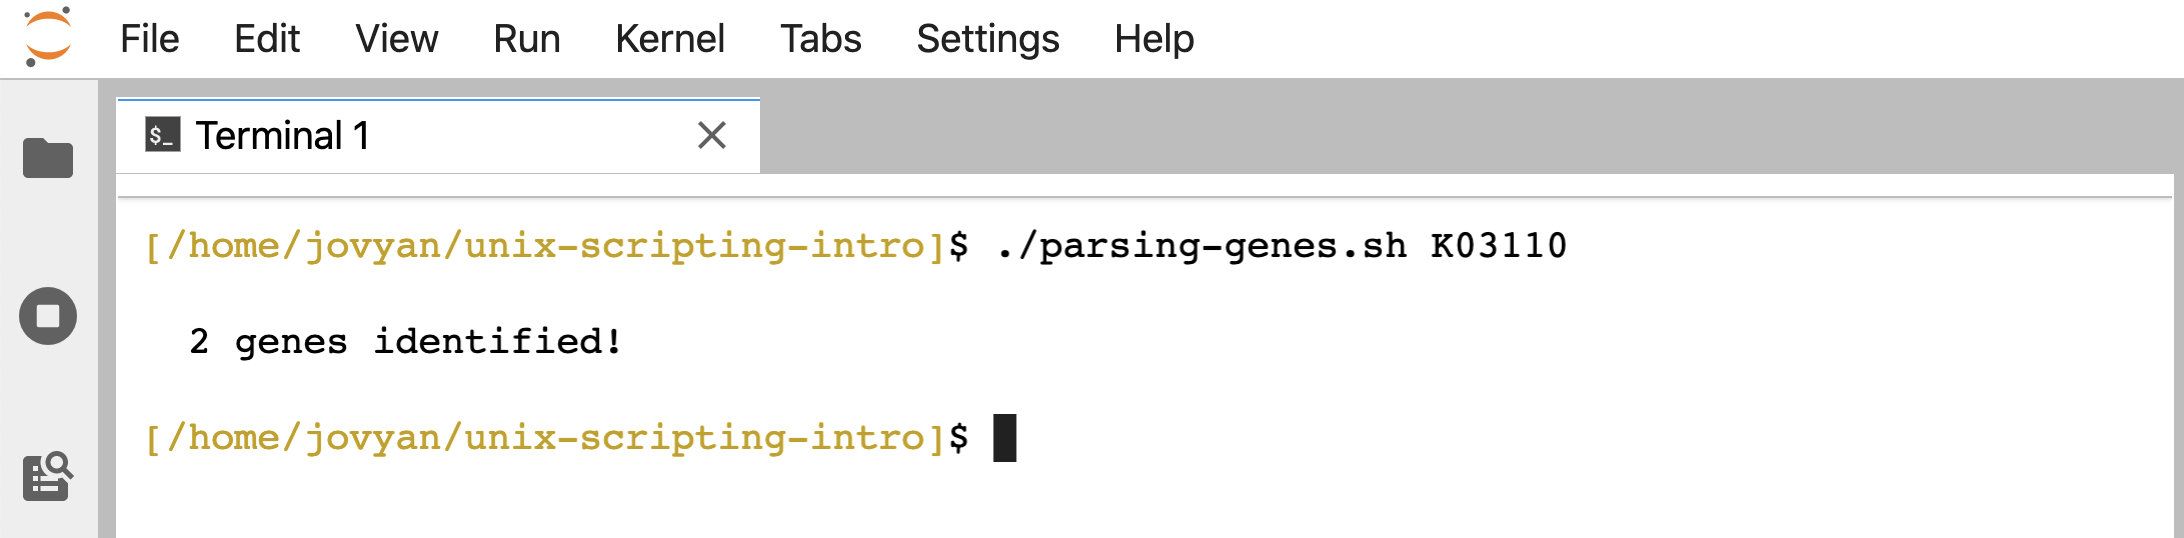 File Edit View Run Kernel Tabs Settings Help
$_ Terminal 1
[/home/jovyan/unix-scripting-intro]$ ./parsing-genes.sh K03110
2 genes identified!
[/home/jovyan/unix-scripting-intro]$